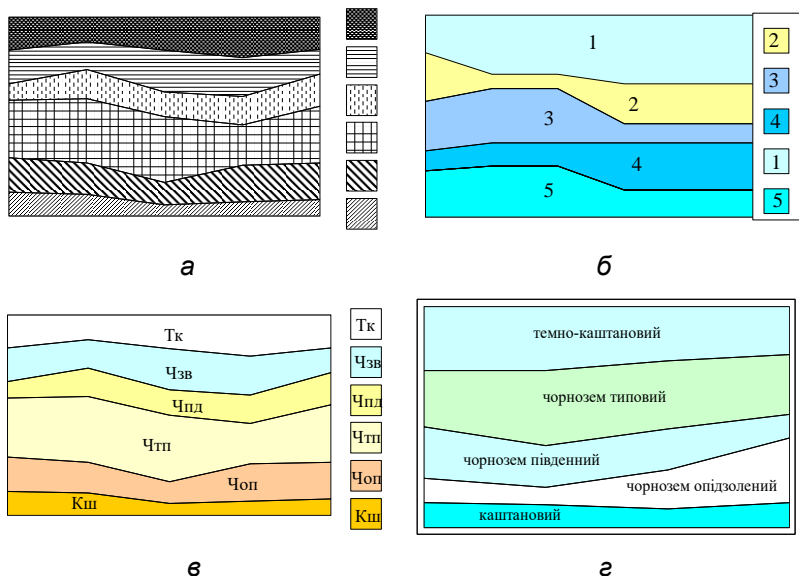 1
2
3
4
5
2
3
4
1
5
а
б
Тк
Чзв
Чпд
Чтп
Чоп
Кш
Тк
Чзв
Чпд
Чтп
Чоп
Кш
темно-каштановий
чорнозем типовий
чорнозем південний
чорнозем опідзолений
каштановий
в
г